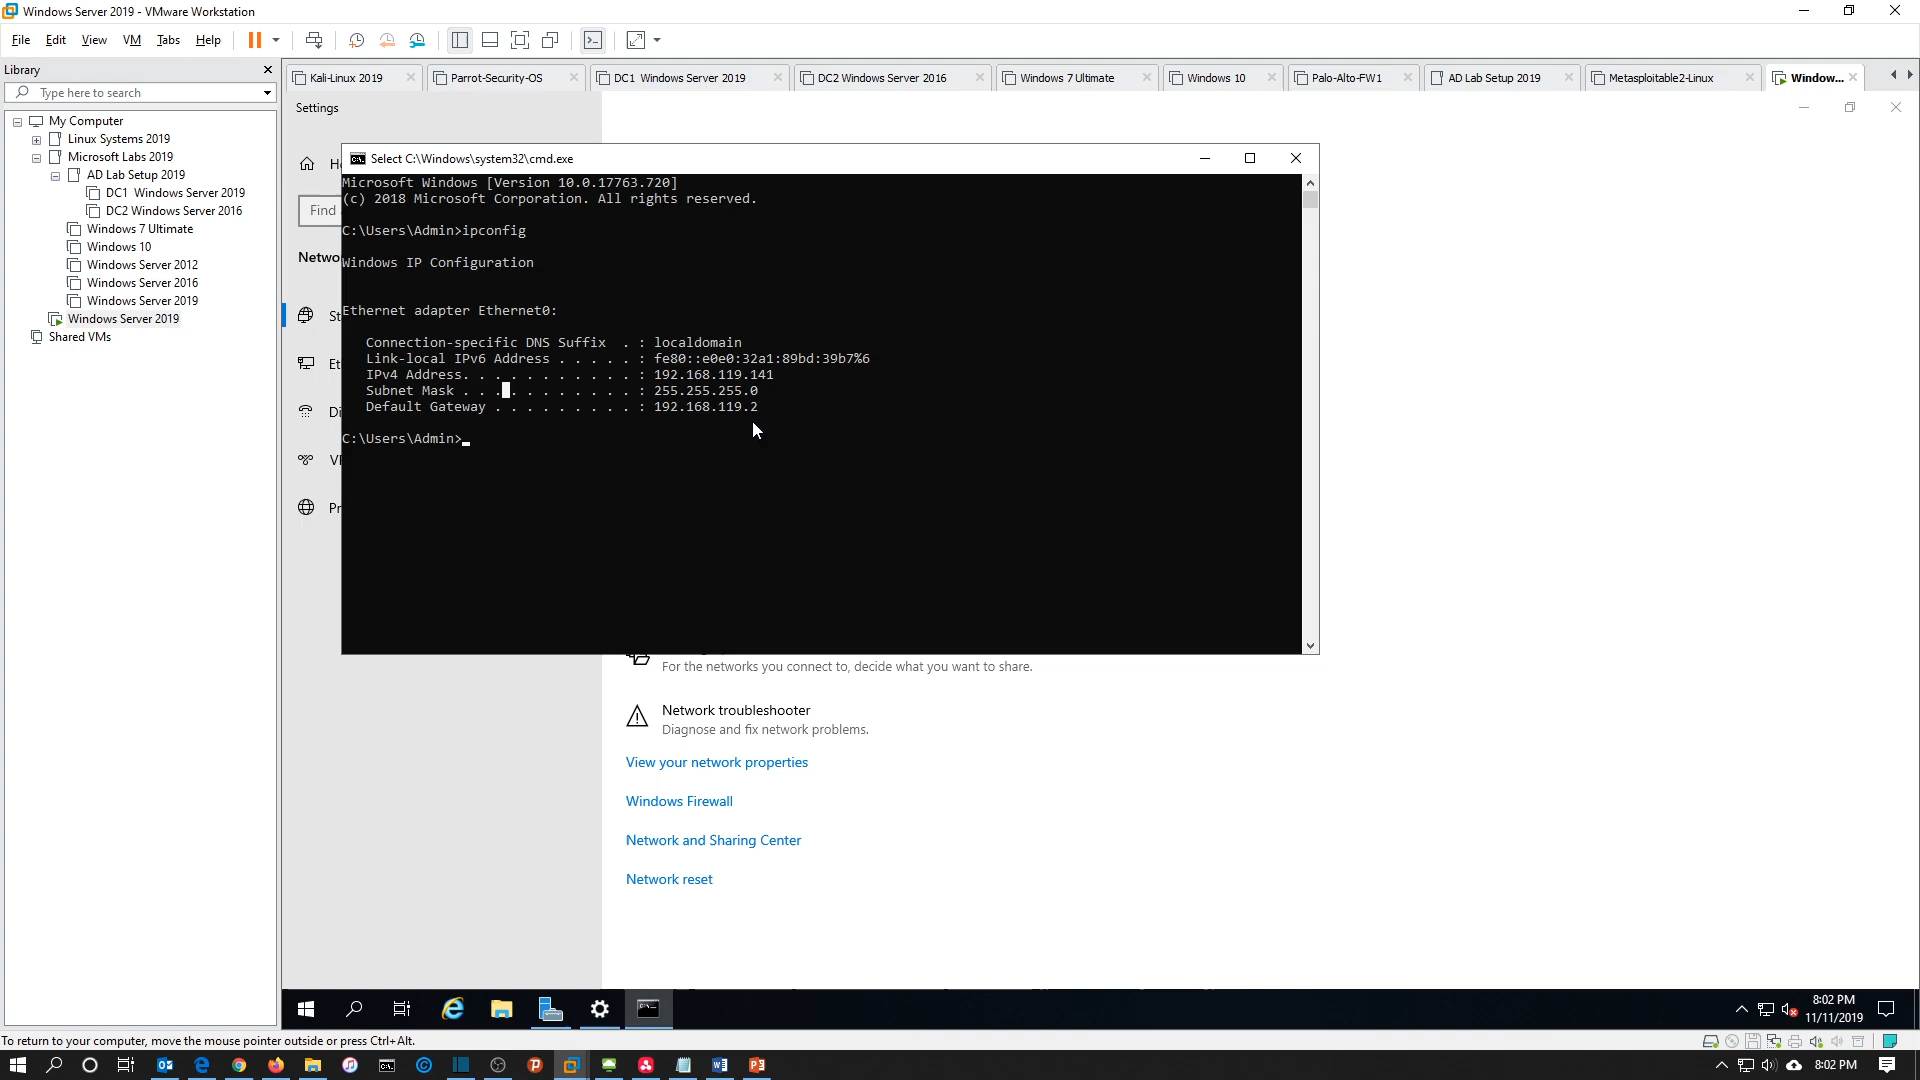 Windows Server 2019 - VMware Workstation
File Edit View VM Tabs Help
Library
Type here to search
My Computer
Linux Systems 2019
Microsoft Labs 2019
AD Lab Setup 2019
DC1 Windows Server 2019
DC2 Windows Server 2016
Windows 7 Ultimate
Windows 10
Windows Server 2012
Windows Server 2016
Windows Server 2019
Windows Server 2019
Shared VMs
Kali-Linux 2019 Parrot-Security-OS DC1 Windows Server 2019 DC2 Windows Server 2016 Windows 7 Ultimate Windows 10 Palo-Alto-FW1 AD Lab Setup 2019 Metasploitable2-Linux Window...
Settings
Find
Netwo
Select C:\Windows\system32\cmd.exe
Microsoft Windows [Version 10.0.17763.720]
(c) 2018 Microsoft Corporation. All rights reserved.
C:\Users\Admin>ipconfig
Windows IP Configuration
Ethernet adapter Ethernet0:
Connection-specific DNS Suffix . : localdomain
Link-local IPv6 Address . . . . . : fe80::e0e0:32a1:89bd:39b7%6
IPv4 Address. . . . . . . . . . . : 192.168.119.141
Subnet Mask . . . . . . . . . . . : 255.255.255.0
Default Gateway . . . . . . . . . : 192.168.119.2
C:\Users\Admin>
For the networks you connect to, decide what you want to share.
Network troubleshooter
Diagnose and fix network problems.
View your network properties
Windows Firewall
Network and Sharing Center
Network reset
8:02 PM
11/11/2019
To return to your computer, move the mouse pointer outside or press Ctrl+Alt.
8:02 PM